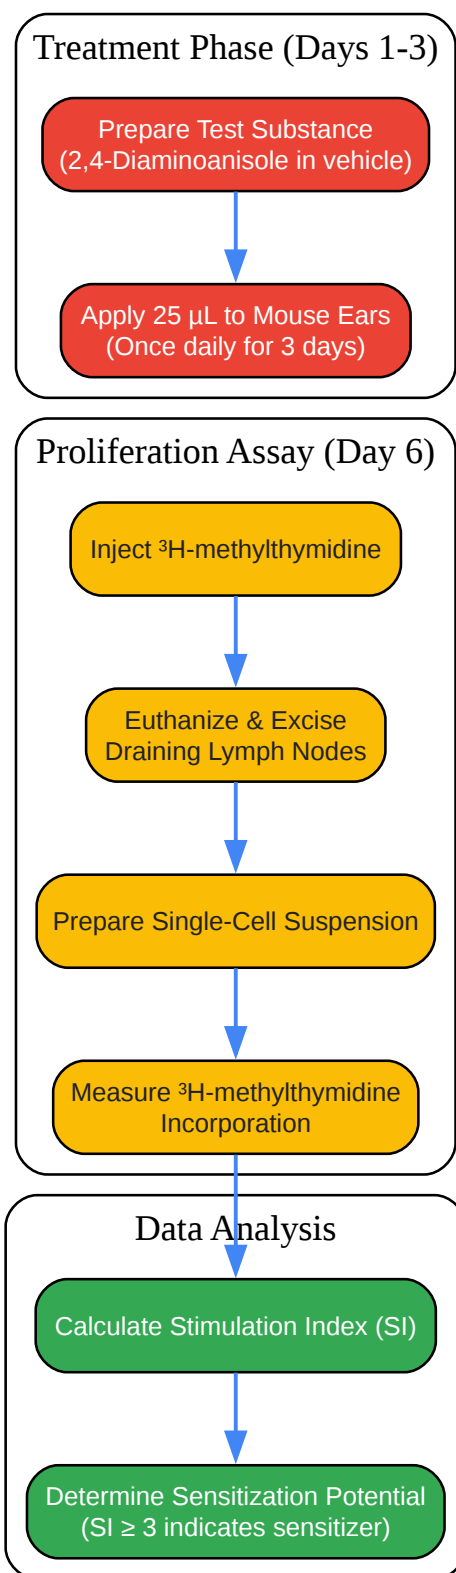 Treatment Phase (Days 1-3)
Prepare Test Substance
(2,4-Diaminoanisole in vehicle)
Apply 25 µL to Mouse Ears
(Once daily for 3 days)
Proliferation Assay (Day 6)
Inject ³H-methylthymidine
Euthanize & Excise
Draining Lymph Nodes
Prepare Single-Cell Suspension
Measure ³H-methylthymidine
Incorporation
Data Analysis
Calculate Stimulation Index (SI)
Determine Sensitization Potential
(SI ≥ 3 indicates sensitizer)